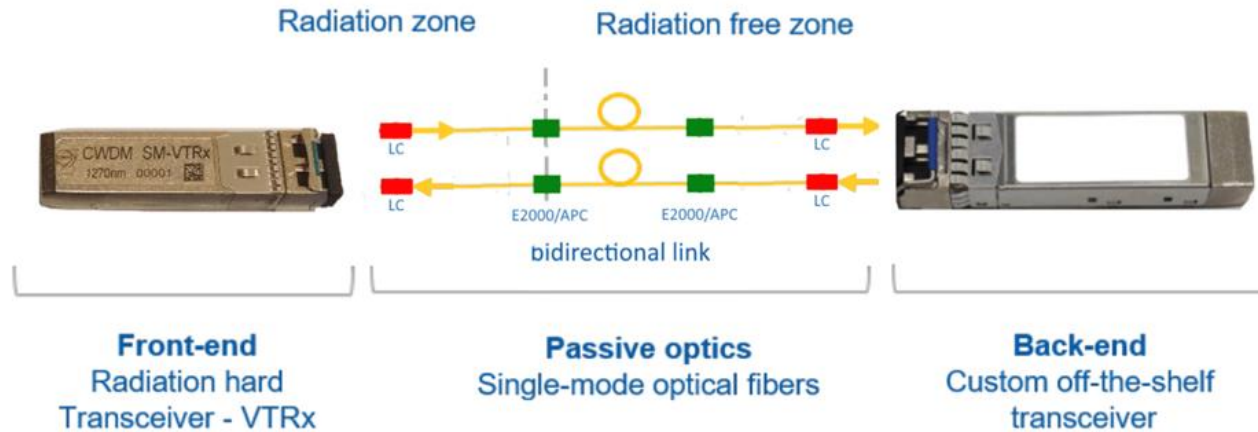 Radiation zone
Radiation free zone
CWDM SM-VTRx
1270nm 00001
LC
LC
LC
LC
E2000/APC
E2000/APC
bidirectional link
Front-end
Radiation hard
Transceiver - VTRx
Passive optics
Single-mode optical fibers
Back-end
Custom off-the-shelf
transceiver